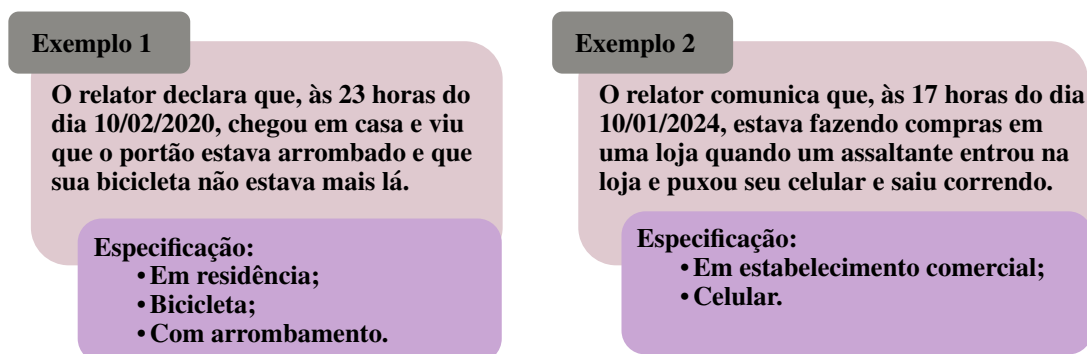 Exemplo 1
O relator declara que, às 23 horas do
dia 10/02/2020, chegou em casa e viu
que o portão estava arrombado e que
sua bicicleta não estava mais lá.
Especificação:
• Em residência;
• Bicicleta;
• Com arrombamento.
Exemplo 2
O relator comunica que, às 17 horas do dia
10/01/2024, estava fazendo compras em
uma loja quando um assaltante entrou na
loja e puxou seu celular e saiu correndo.
Especificação:
• Em estabelecimento comercial;
• Celular.